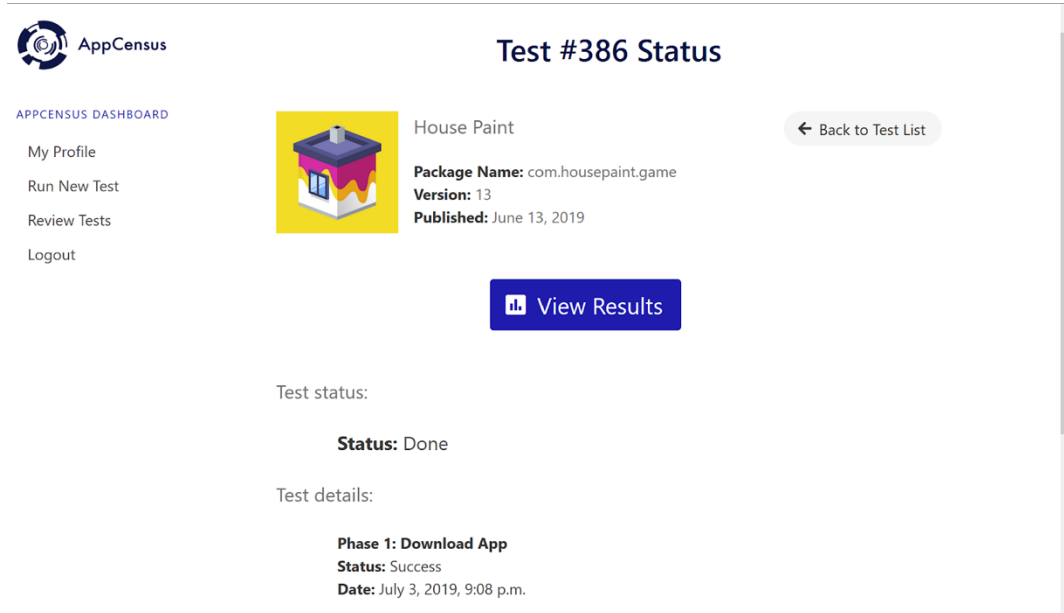 AppCensus
Test #386 Status
APPCENSUS DASHBOARD
My Profile
Run New Test
Review Tests
Logout
House Paint
Package Name: com.housepaint.game
Version: 13
Published: June 13, 2019
Back to Test List
View Results
Test status:
Status: Done
Test details:
Phase 1: Download App
Status: Success
Date: July 3, 2019, 9:08 p.m.